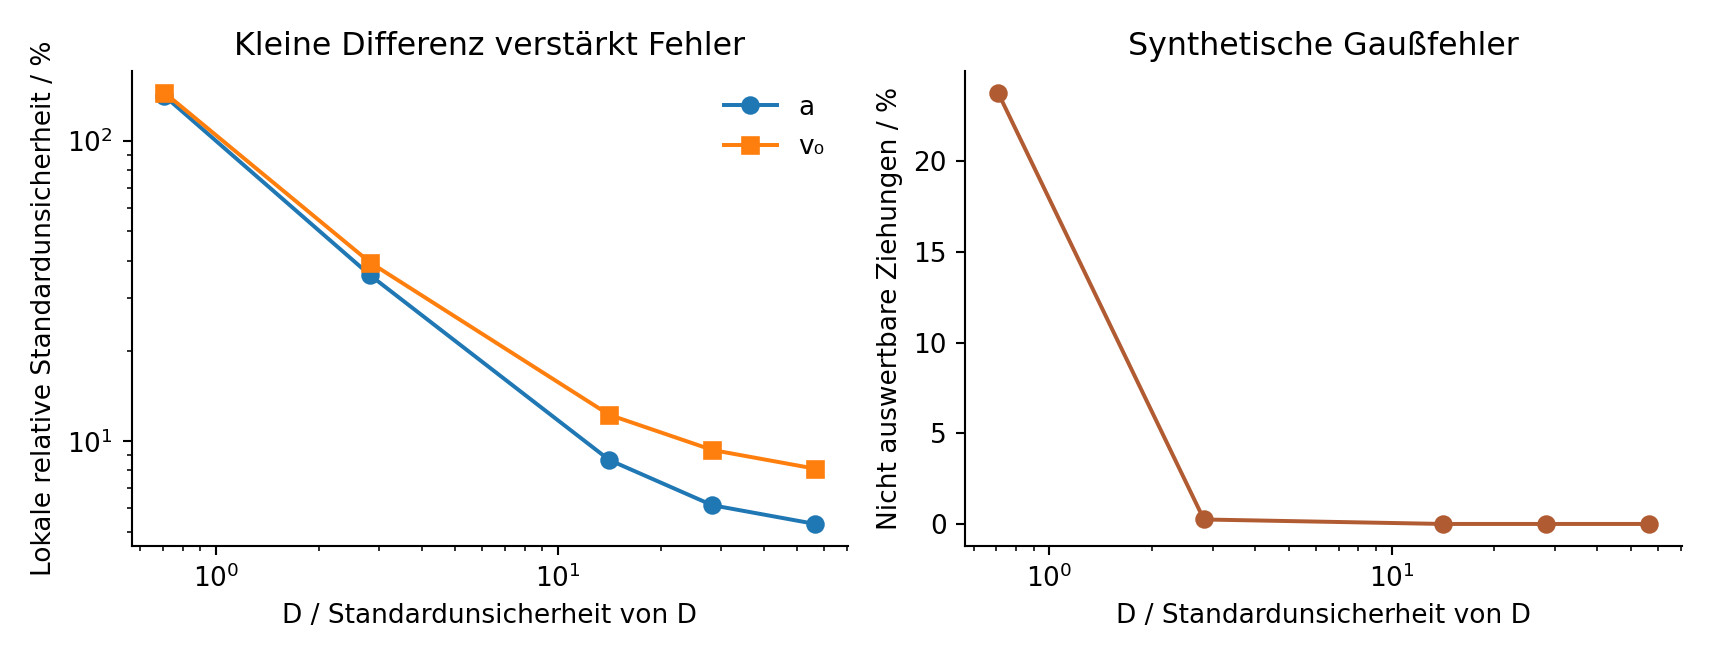 Kleine Differenz verstärkt Fehler
Lokale relative Standardunsicherheit / %
10²
10¹
10⁰
10¹
D / Standardunsicherheit von D
a
v₀
Synthetische Gaußfehler
Nicht auswertbare Ziehungen / %
20
15
10
5
0
10⁰
10¹
D / Standardunsicherheit von D